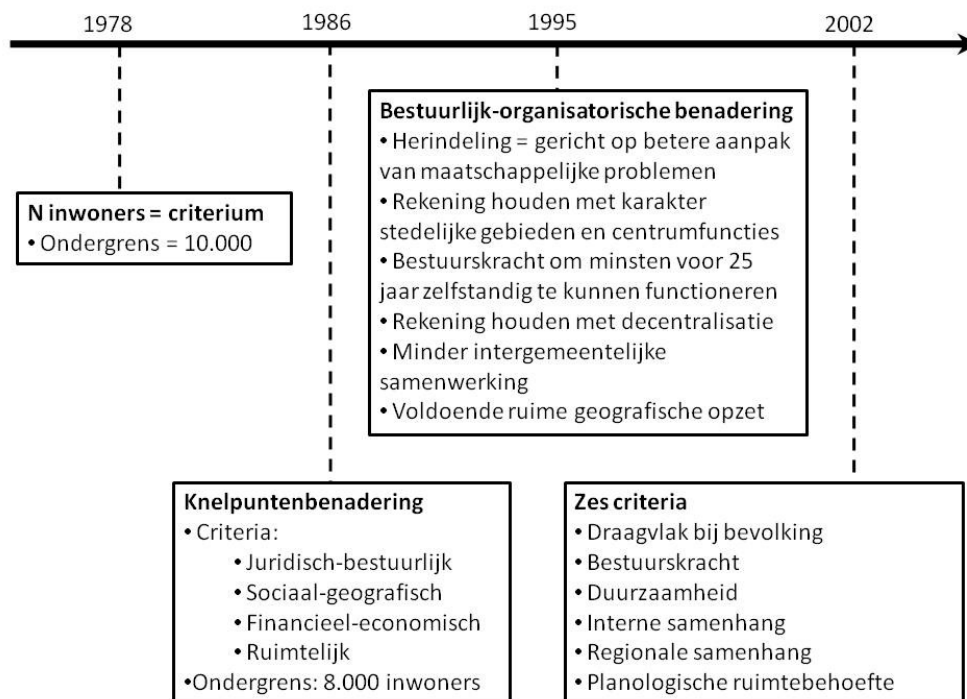 1978
1986
1995
2002
N inwoners = criterium
• Ondergrens = 10.000
Knelpuntenbenadering
• Criteria:
• Juridisch-bestuurlijk
• Sociaal-geografisch
• Financieel-economisch
• Ruimtelijk
•Ondergrens: 8.000 inwoners
Bestuurlijk-organisatorische benadering
• Herindeling = gericht op betere aanpak
van maatschappelijke problemen
• Rekening houden met karakter
stedelijke gebieden en centrumfuncties
• Bestuurskracht om minsten voor 25
jaar zelfstandig te kunnen functioneren
• Rekening houden met decentralisatie
• Minder intergemeentelijke
samenwerking
• Voldoende ruime geografische opzet
Zes criteria
• Draagvlak bij bevolking
• Bestuurskracht
• Duurzaamheid
• Interne samenhang
• Regionale samenhang
• Planologische ruimtebehoefte